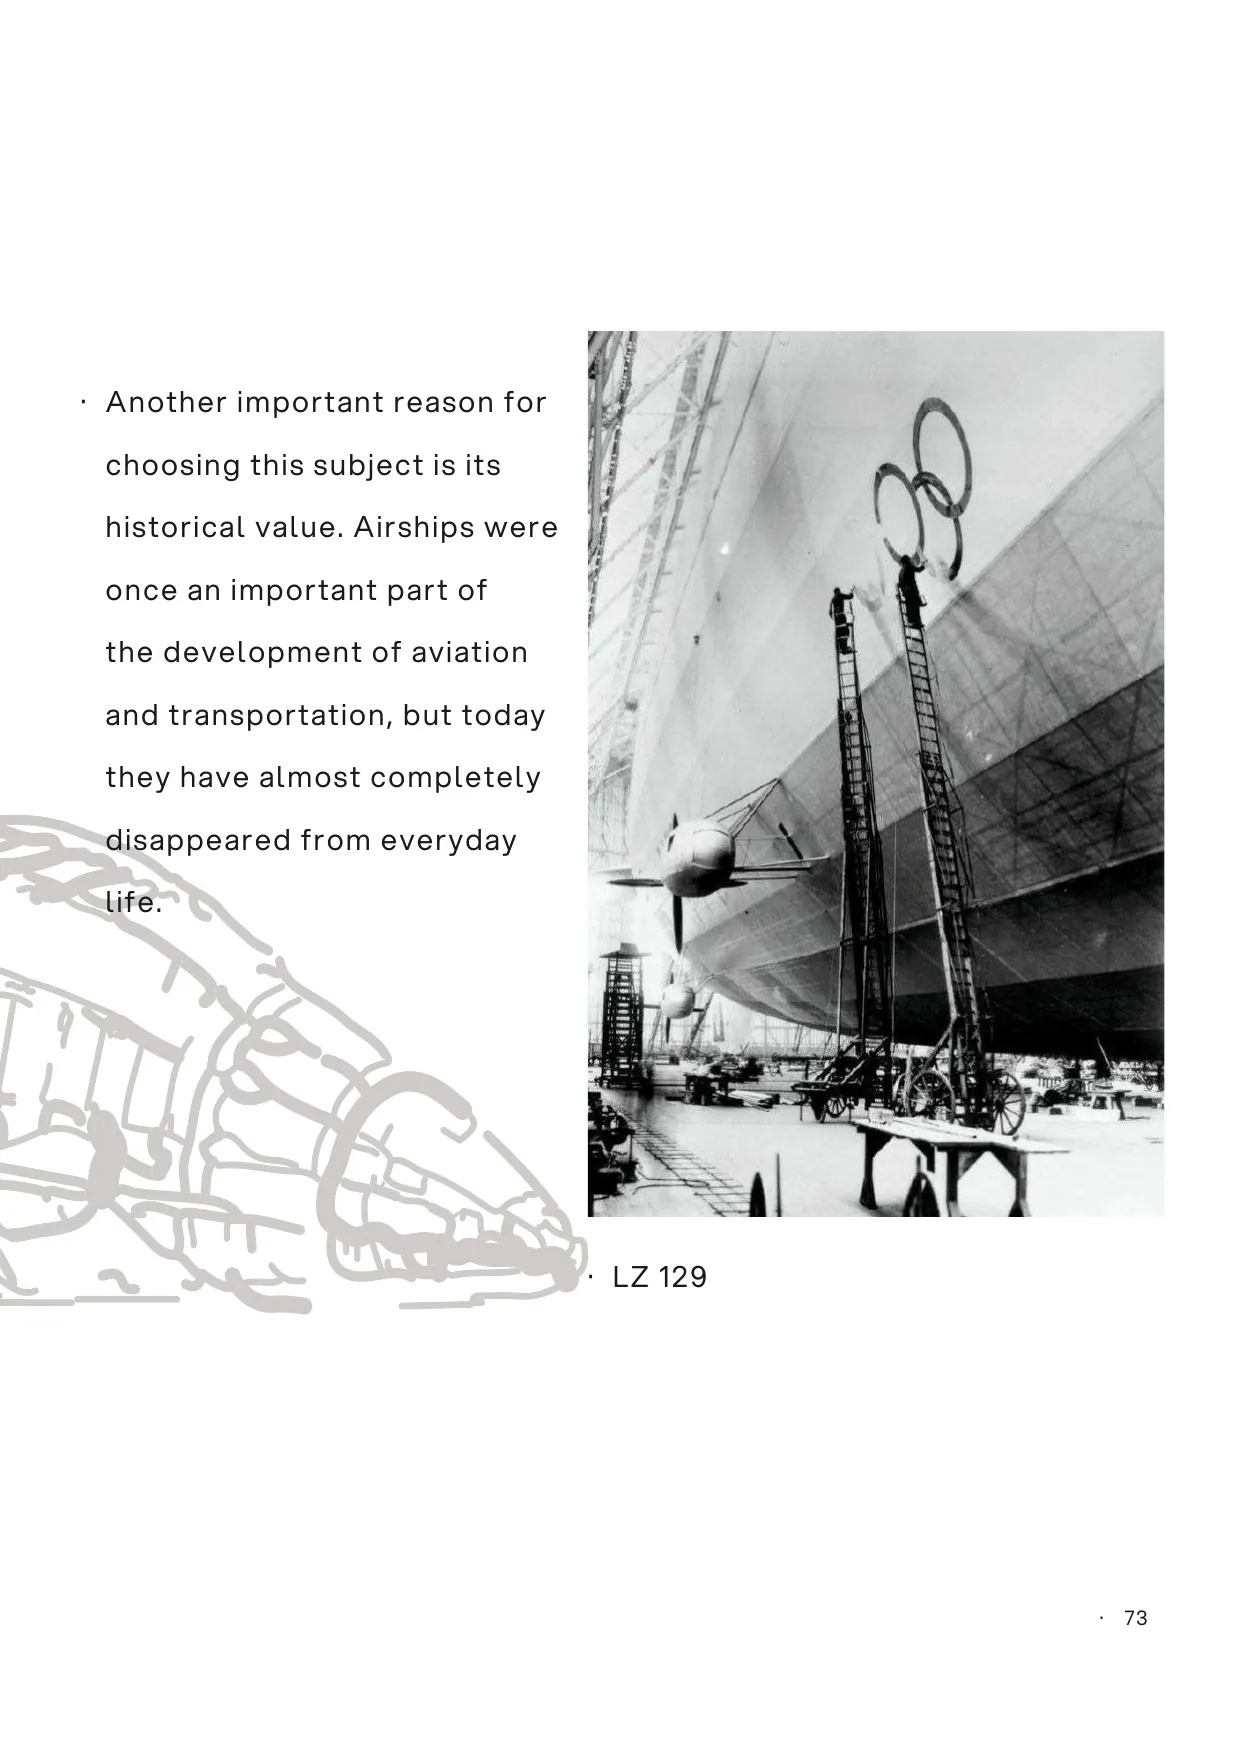 · Another important reason for
choosing this subject is its
historical value. Airships were
once an important part of
the development of aviation
and transportation, but today
they have almost completely
disappeared from everyday
life.
· LZ 129
· 73